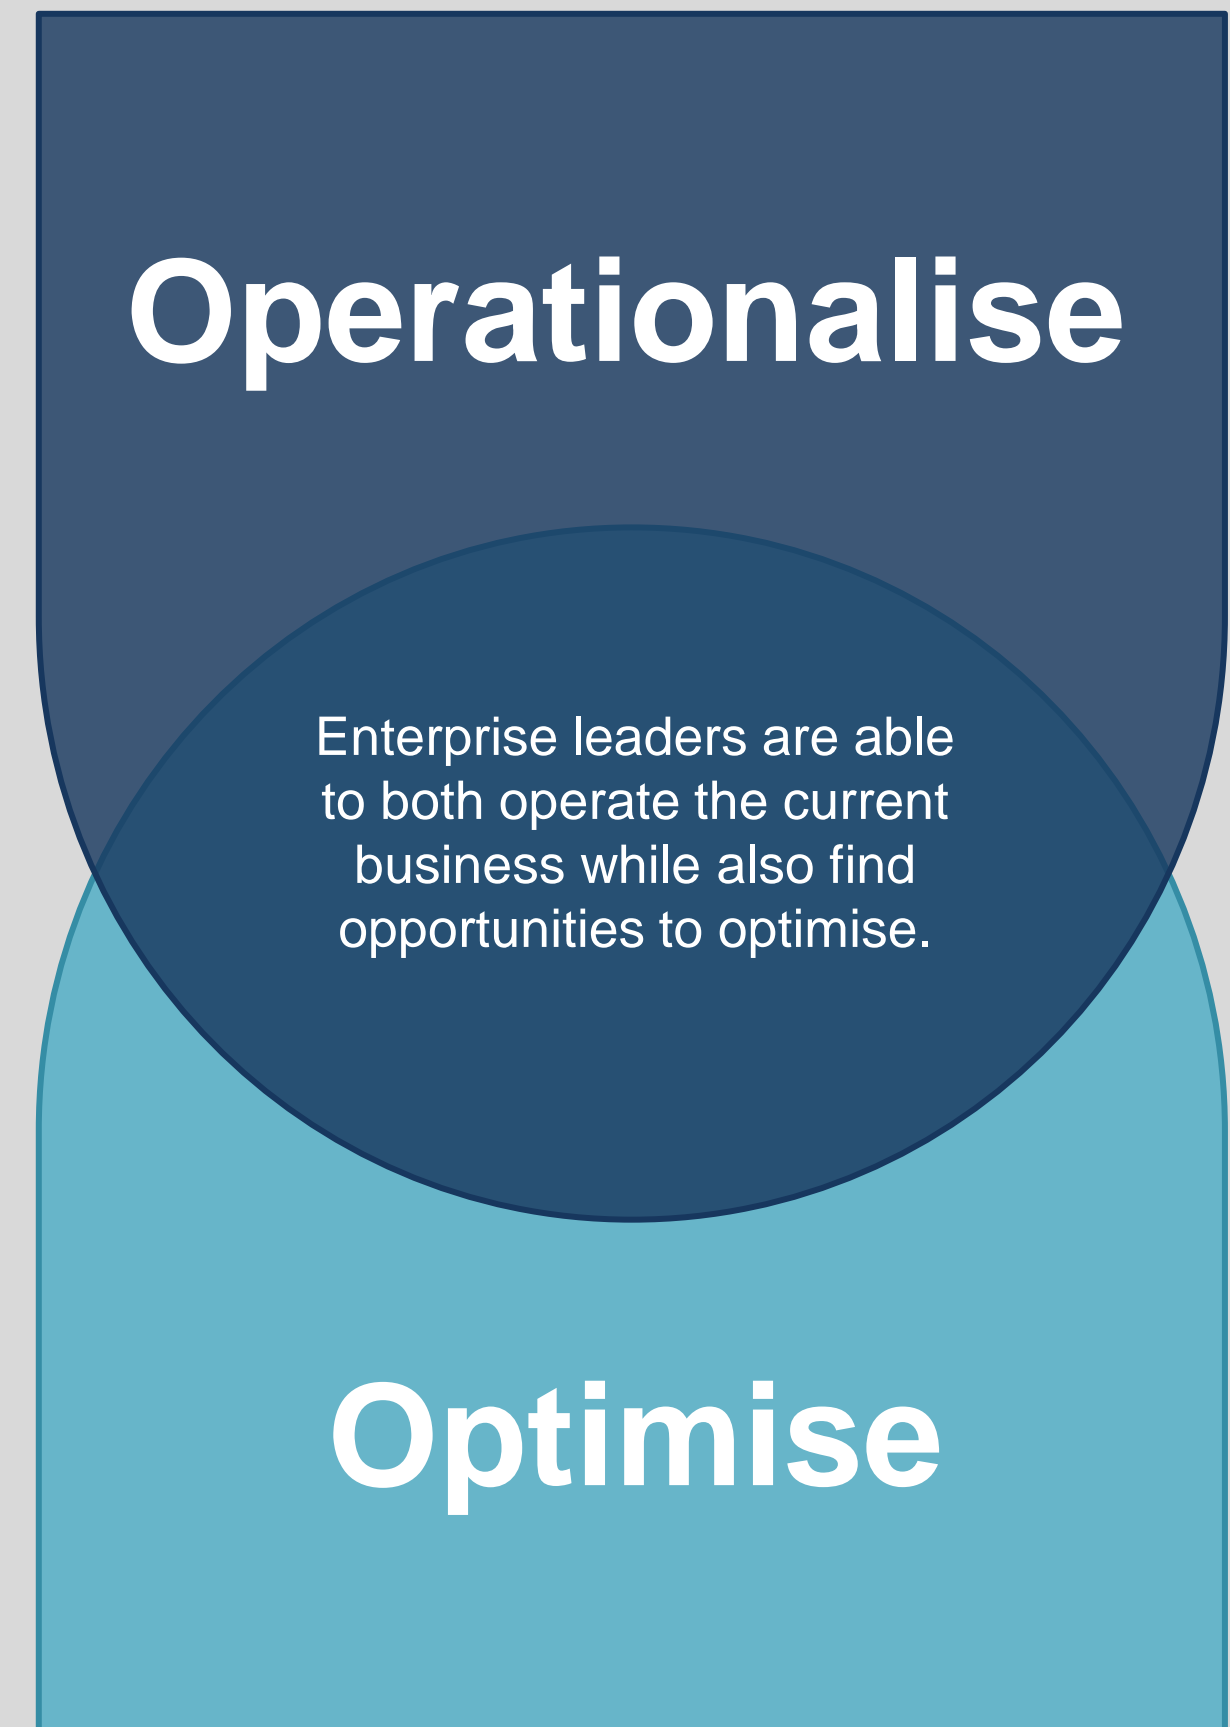 Operationalise
Enterprise leaders are able
to both operate the current
business while also find
opportunities to optimise.
Optimise